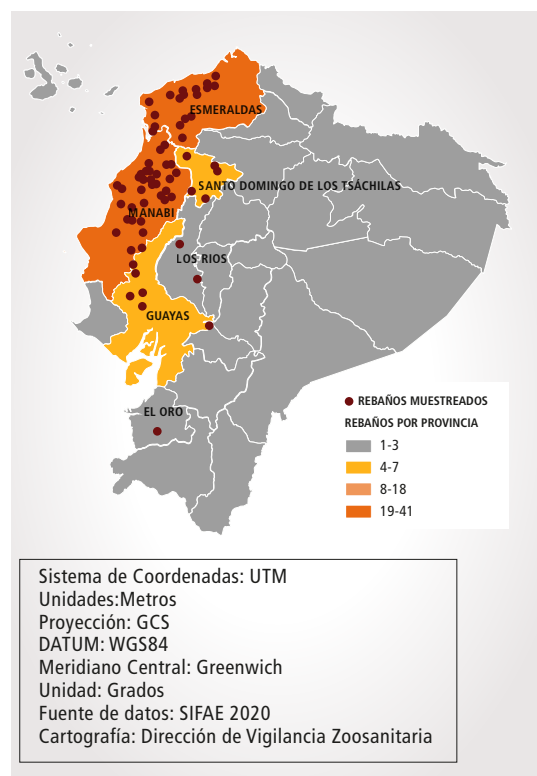 ESMERALDAS
SANTO DOMINGO DE LOS TSÁCHILAS
MANABI
LOS RIOS
GUAYAS
EL ORO
REBAÑOS MUESTREADOS
REBAÑOS POR PROVINCIA
1-3
4-7
8-18
19-41
Sistema de Coordenadas: UTM
Unidades:Metros
Proyección: GCS
DATUM: WGS84
Meridiano Central: Greenwich
Unidad: Grados
Fuente de datos: SIFAE 2020
Cartografía: Dirección de Vigilancia Zoosanitaria